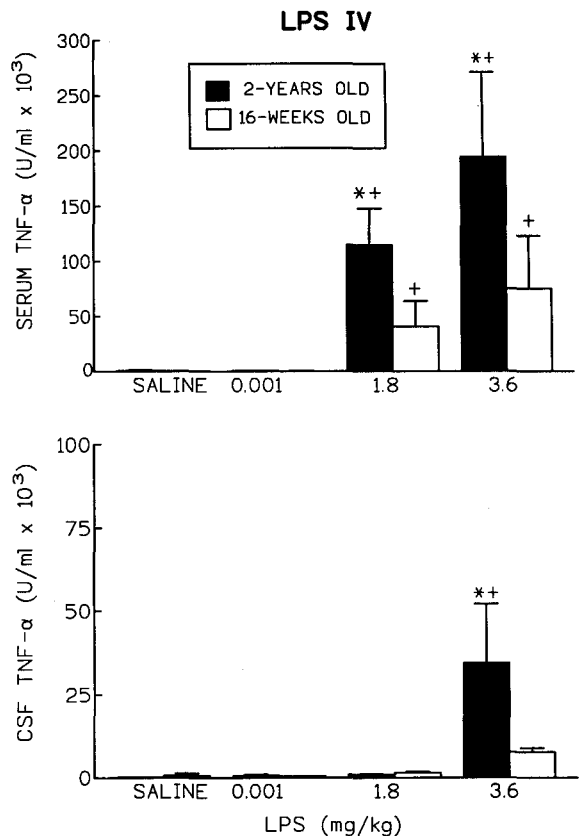 LPS IV
SERUM TNF-α (U/ml x 10³)
300
250
200
150
100
50
0
2-YEARS OLD
16-WEEKS OLD
*+
+
*+
+
SALINE 0.001 1.8 3.6
CSF TNF-α (U/ml x 10³)
100
75
50
25
0
*+
SALINE 0.001 1.8 3.6
LPS (mg/kg)